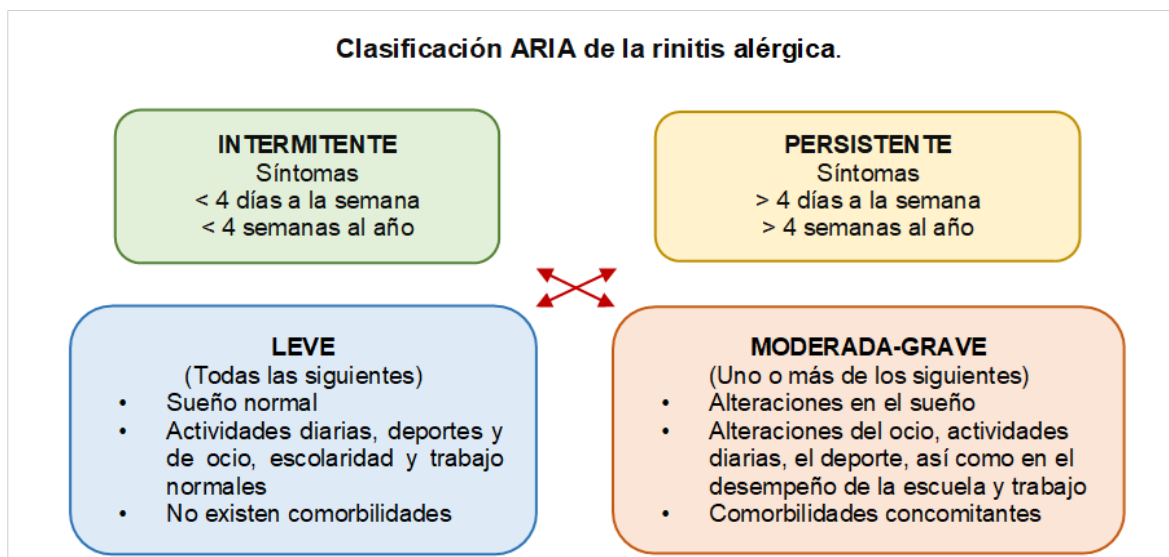 Clasificación ARIA de la rinitis alérgica.
INTERMITENTE
Síntomas
< 4 días a la semana
< 4 semanas al año
PERSISTENTE
Síntomas
> 4 días a la semana
> 4 semanas al año
LEVE
(Todas las siguientes)
• Sueño normal
• Actividades diarias, deportes y
de ocio, escolaridad y trabajo
normales
• No existen comorbilidades
MODERADA-GRAVE
(Uno o más de los siguientes)
• Alteraciones en el sueño
• Alteraciones del ocio, actividades
diarias, el deporte, así como en el
desempeño de la escuela y trabajo
• Comorbilidades concomitantes